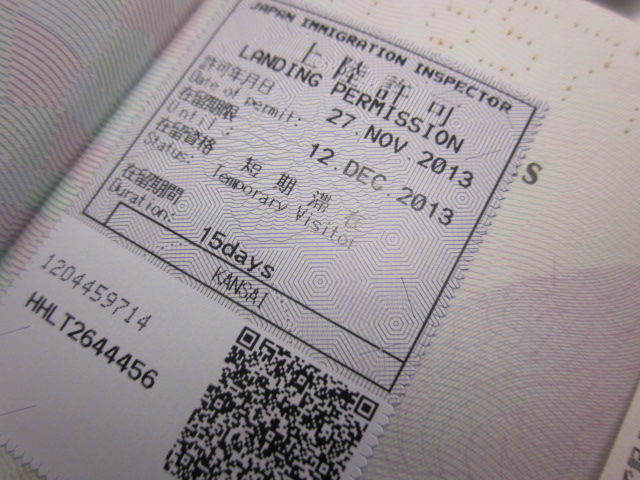 JAPAN IMMIGRATION INSPECTOR
上陸許可
LANDING PERMISSION
許可年月日
Date of permit: 27. NOV. 2013
在留期限
Until: 12. DEC. 2013
在留資格 短期滞在
Status: Temporary Visitor
在留期間
Duration: 15days
KANSAI
S
1204459714
HHLT2644456